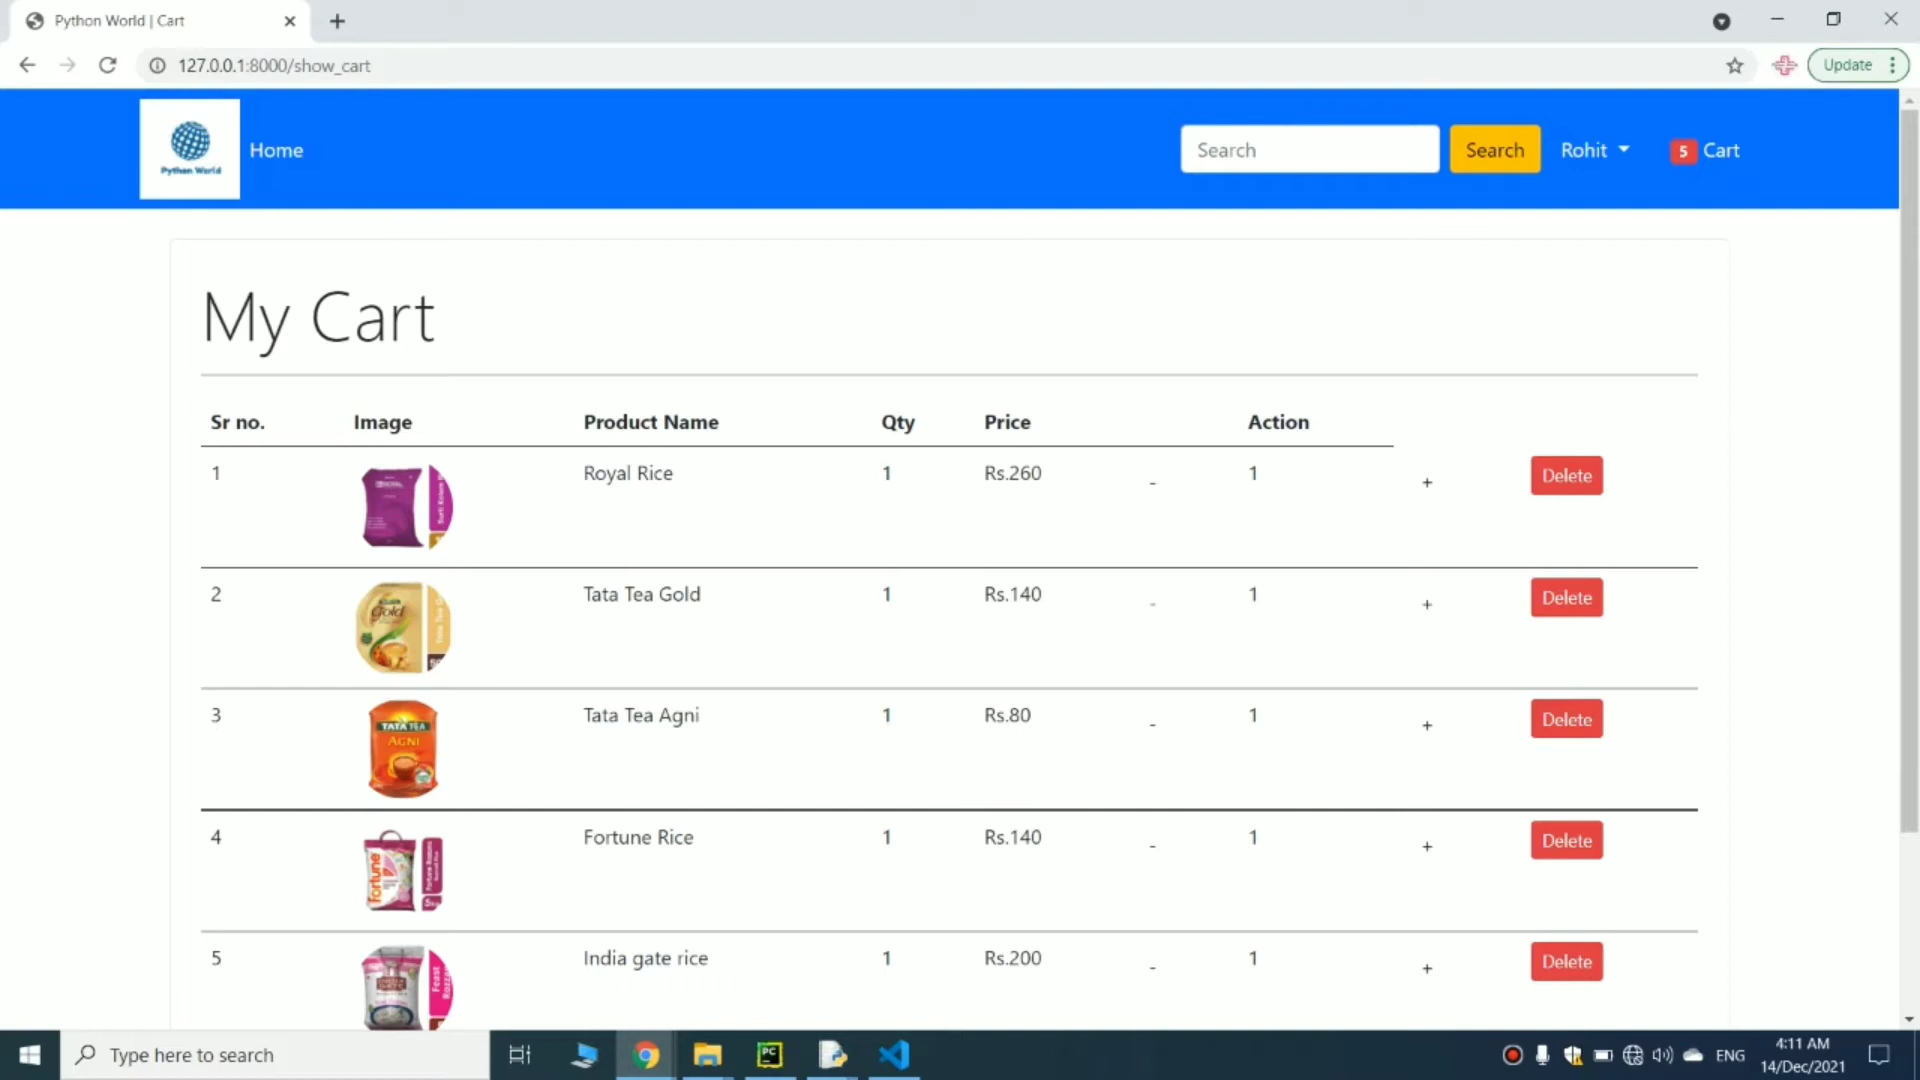 Python World | Cart
127.0.0.1:8000/show_cart
Update
Python World
Home
Search
Search
Rohit
5 Cart
My Cart
Sr no. Image Product Name Qty Price Action
1 Royal Rice 1 Rs.260 - 1 + Delete
2 Tata Tea Gold 1 Rs.140 - 1 + Delete
Gold
3 Tata Tea Agni 1 Rs.80 - 1 + Delete
TATA TEA
AGNI
4 Fortune Rice 1 Rs.140 - 1 + Delete
fortune
5 India gate rice 1 Rs.200 - 1 + Delete
Type here to search
PC
ENG
4:11 AM
14/Dec/2021